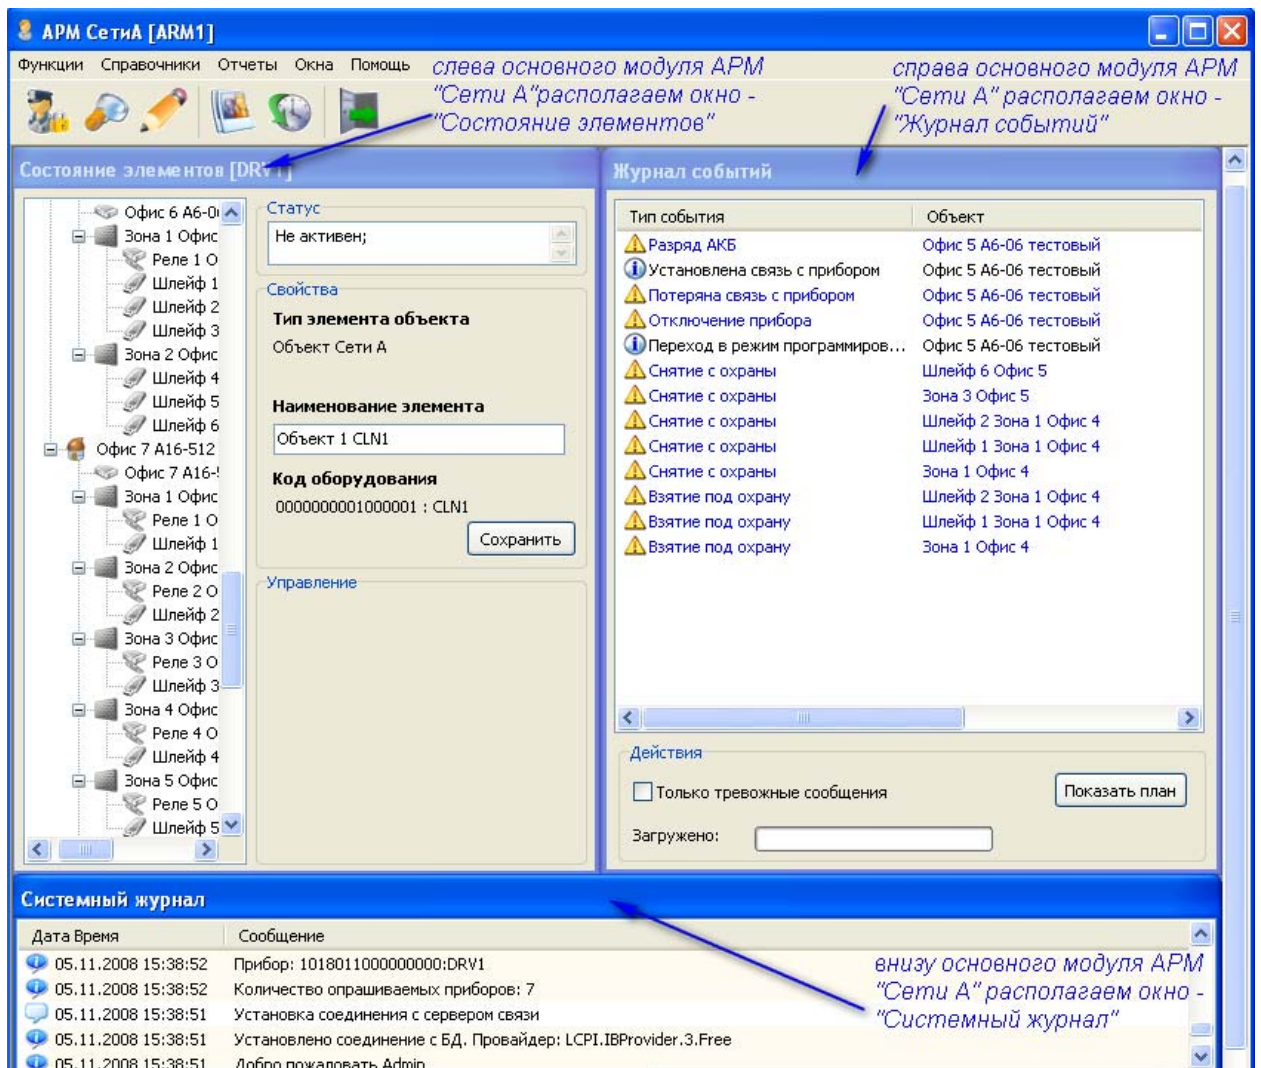 АРМ СетиА [ARM1]
Функции Справочники Отчеты Окна Помощь
слева основного модуля АРМ
"Сети А"располагаем окно -
"Состояние элементов"
справа основного модуля АРМ
"Сети А" располагаем окно -
"Журнал событий"
Состояние элементов [DRV1]
Офис 6 А6-0
Зона 1 Офис
Реле 1 О
Шлейф 1
Шлейф 2
Шлейф 3
Зона 2 Офис
Шлейф 4
Шлейф 5
Шлейф 6
Офис 7 А16-512
Офис 7 А16-5
Зона 1 Офис
Реле 1 О
Шлейф 1
Зона 2 Офис
Реле 2 О
Шлейф 2
Зона 3 Офис
Реле 3 О
Шлейф 3
Зона 4 Офис
Реле 4 О
Шлейф 4
Зона 5 Офис
Реле 5 О
Шлейф 5
Статус
Не активен;
Свойства
Тип элемента объекта
Объект Сети А
Наименование элемента
Объект 1 CLN1
Код оборудования
0000000001000001 : CLN1
Сохранить
Управление
Журнал событий
Тип события Объект
Разряд АКБ Офис 5 А6-06 тестовый
Установлена связь с прибором Офис 5 А6-06 тестовый
Потеряна связь с прибором Офис 5 А6-06 тестовый
Отключение прибора Офис 5 А6-06 тестовый
Переход в режим программиров... Офис 5 А6-06 тестовый
Снятие с охраны Шлейф 6 Офис 5
Снятие с охраны Зона 3 Офис 5
Снятие с охраны Шлейф 2 Зона 1 Офис 4
Снятие с охраны Шлейф 1 Зона 1 Офис 4
Снятие с охраны Зона 1 Офис 4
Взятие под охрану Шлейф 2 Зона 1 Офис 4
Взятие под охрану Шлейф 1 Зона 1 Офис 4
Взятие под охрану Зона 1 Офис 4
Действия
Только тревожные сообщения
Показать план
Загружено:
Системный журнал
Дата Время Сообщение
05.11.2008 15:38:52 Прибор: 1018011000000000:DRV1
05.11.2008 15:38:52 Количество опрашиваемых приборов: 7
05.11.2008 15:38:51 Установка соединения с сервером связи
05.11.2008 15:38:51 Установлено соединение с БД. Провайдер: LCPI.IBProvider.3.Free
05.11.2008 15:38:51 Добро пожаловать Admin
внизу основного модуля АРМ
"Сети А" располагаем окно -
"Системный журнал"